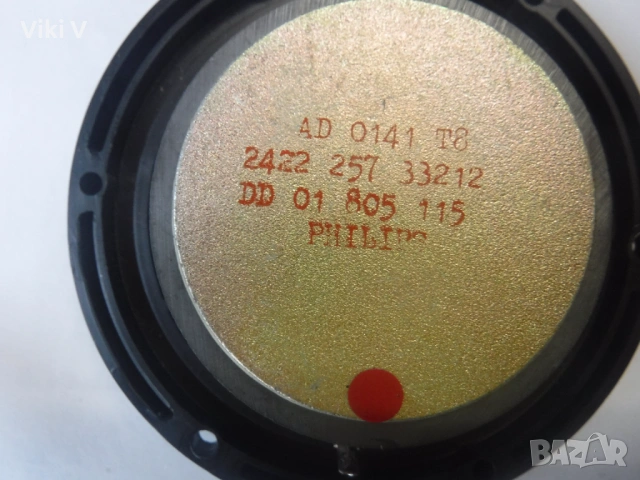 Viki V
AD 0141 T8
2422 257 33212
DD 01 805 115
PHILIPS
BAZAR